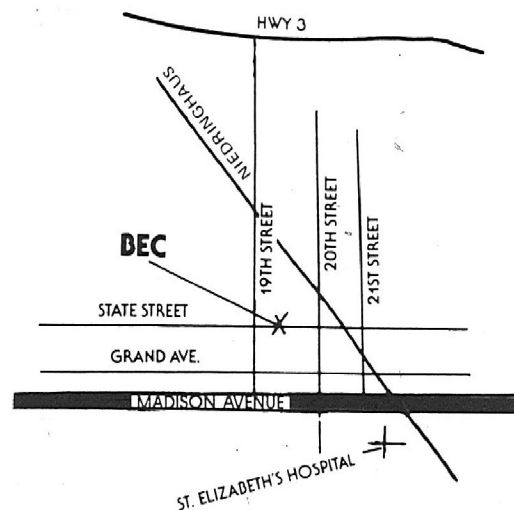 HWY 3
NIEDRINGHAUS
19TH STREET
20TH STREET
21ST STREET
BEC
X
STATE STREET
GRAND AVE.
MADISON AVENUE
ST. ELIZABETH'S HOSPITAL